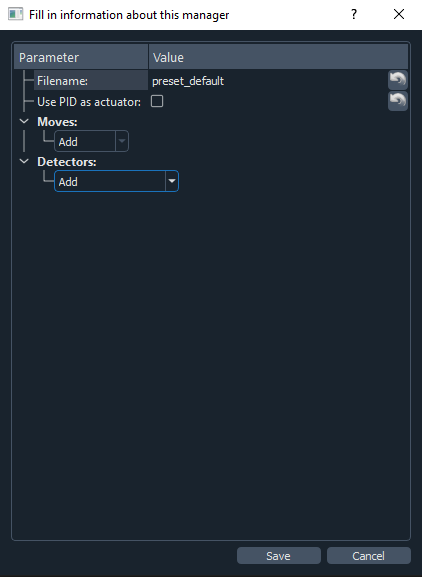 Fill in information about this manager
?
Parameter Value
Filename: preset_default
Use PID as actuator:
Moves:
Add
Detectors:
Add
Save Cancel